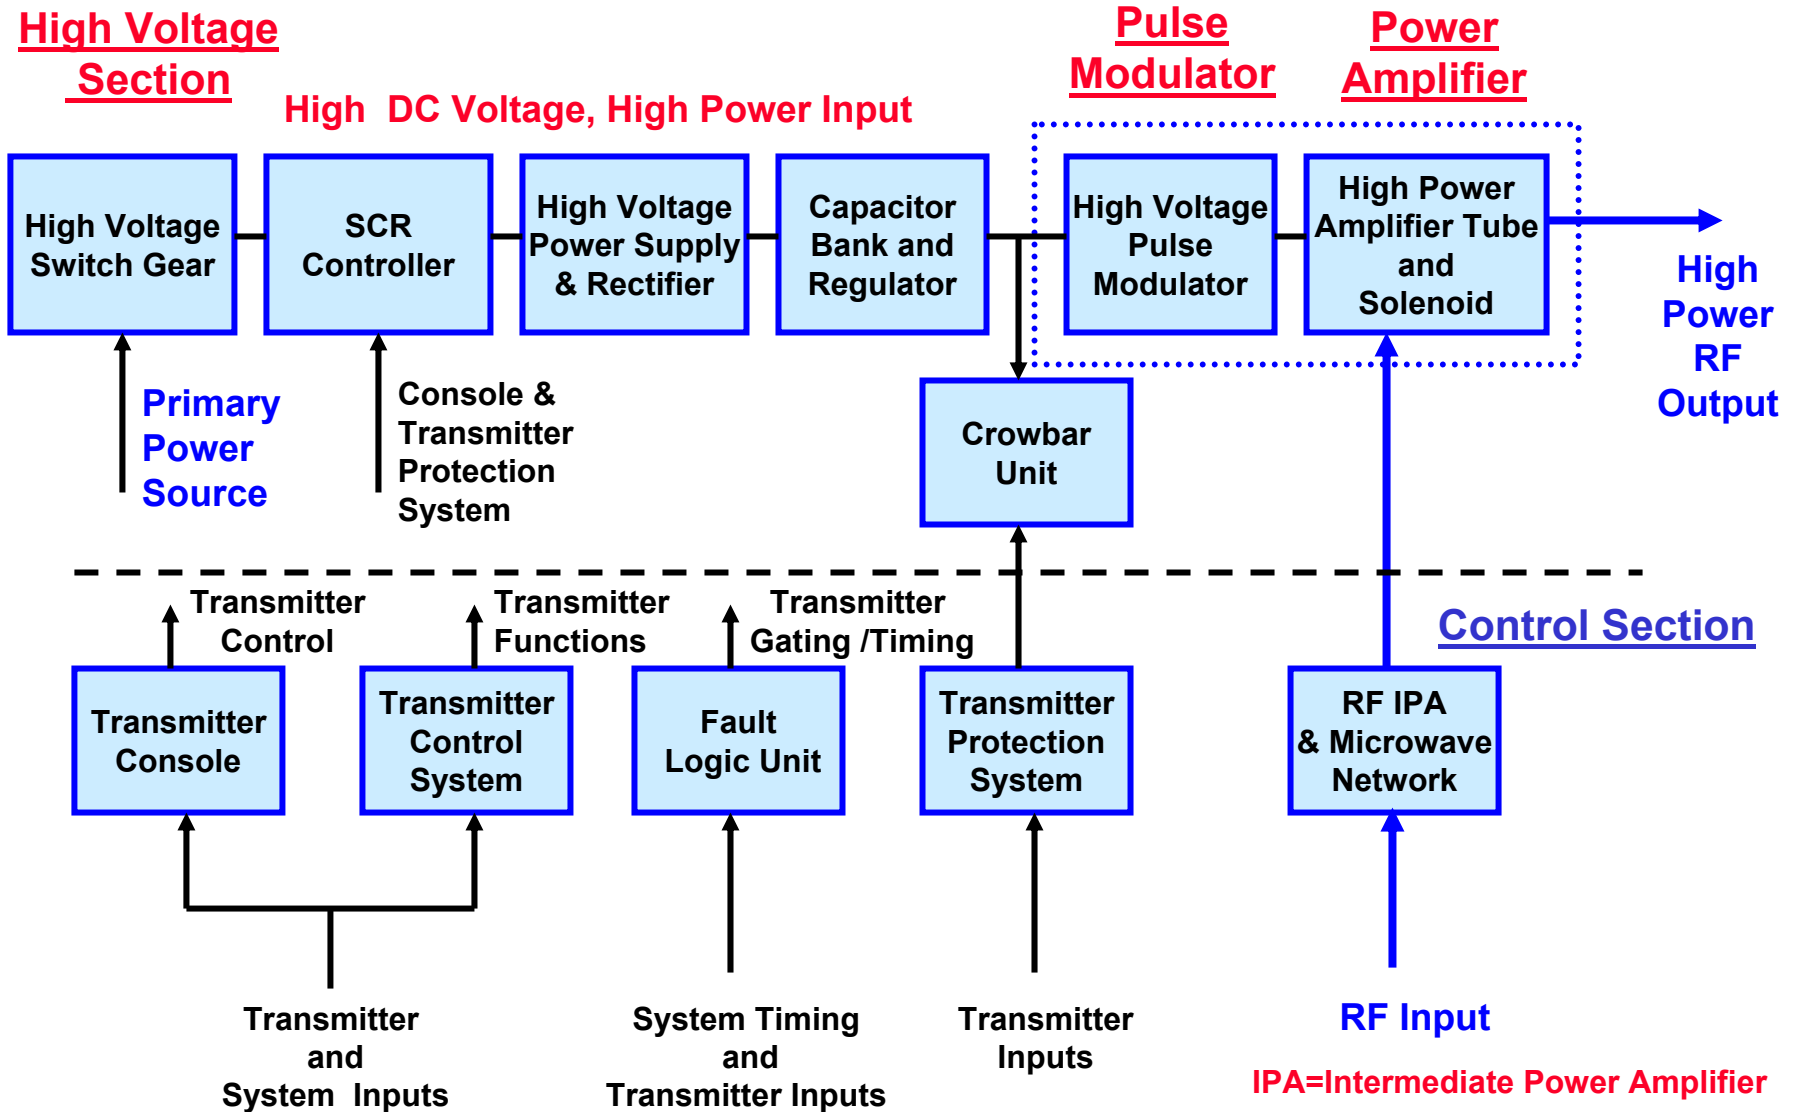 High Voltage
Section
Pulse
Modulator
Power
Amplifier
High DC Voltage, High Power Input
High Voltage
Switch Gear
SCR
Controller
High Voltage
Power Supply
& Rectifier
Capacitor
Bank and
Regulator
High Voltage
Pulse
Modulator
High Power
Amplifier Tube
and
Solenoid
High
Power
RF
Output
Primary
Power
Source
Console &
Transmitter
Protection
System
Crowbar
Unit
Transmitter
Control
Transmitter
Functions
Transmitter
Gating /Timing
Control Section
Transmitter
Console
Transmitter
Control
System
Fault
Logic Unit
Transmitter
Protection
System
RF IPA
& Microwave
Network
Transmitter
and
System Inputs
System Timing
and
Transmitter Inputs
Transmitter
Inputs
RF Input
IPA=Intermediate Power Amplifier